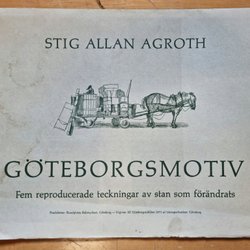 STIG ALLAN AGROTH
GÖTEBORGSMOTIV
Fem reproducerade teckningar av stan som förändrats